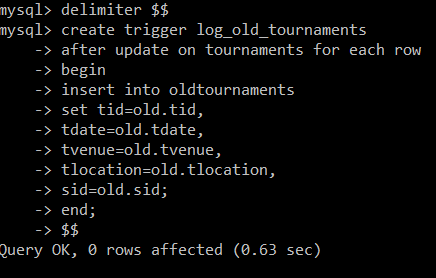 mysql> delimiter $$
mysql> create trigger log_old_tournaments
    -> after update on tournaments for each row
    -> begin
    -> insert into oldtournaments
    -> set tid=old.tid,
    -> tdate=old.tdate,
    -> tvenue=old.tvenue,
    -> tlocation=old.tlocation,
    -> sid=old.sid;
    -> end;
    -> $$
Query OK, 0 rows affected (0.63 sec)